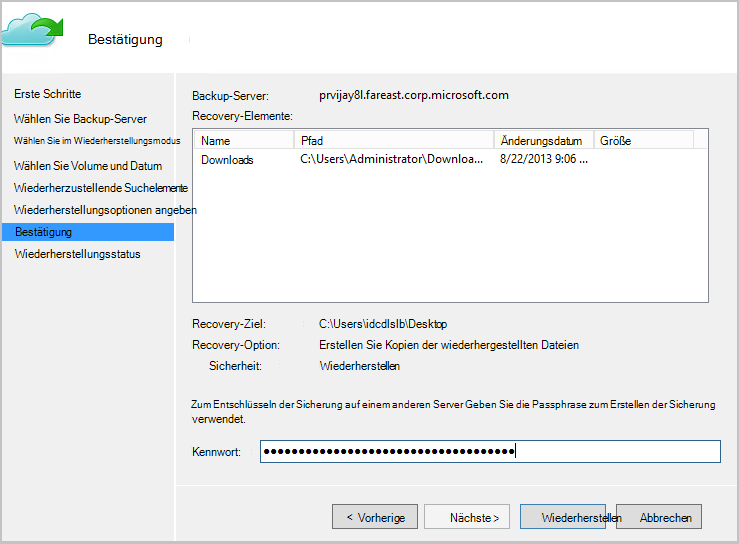 Bestätigung
Erste Schritte
Wählen Sie Backup-Server
Wählen Sie im Wiederherstellungsmodus
Wählen Sie Volume und Datum
Wiederherzustellende Suchelemente
Wiederherstellungsoptionen angeben
Bestätigung
Wiederherstellungsstatus
Backup-Server: prvijay8l.fareast.corp.microsoft.com
Recovery-Elemente:
Name Pfad Änderungsdatum Größe
Downloads C:\Users\Administrator\Downloa... 8/22/2013 9:06 ...
Recovery-Ziel: C:\Users\idcdlslb\Desktop
Recovery-Option: Erstellen Sie Kopien der wiederhergestellten Dateien
Sicherheit: Wiederherstellen
Zum Entschlüsseln der Sicherung auf einem anderen Server Geben Sie die Passphrase zum Erstellen der Sicherung
verwendet.
Kennwort: ●●●●●●●●●●●●●●●●●●●●●●●●●●●●●●●●●
< Vorherige Nächste > Wiederherstellen Abbrechen